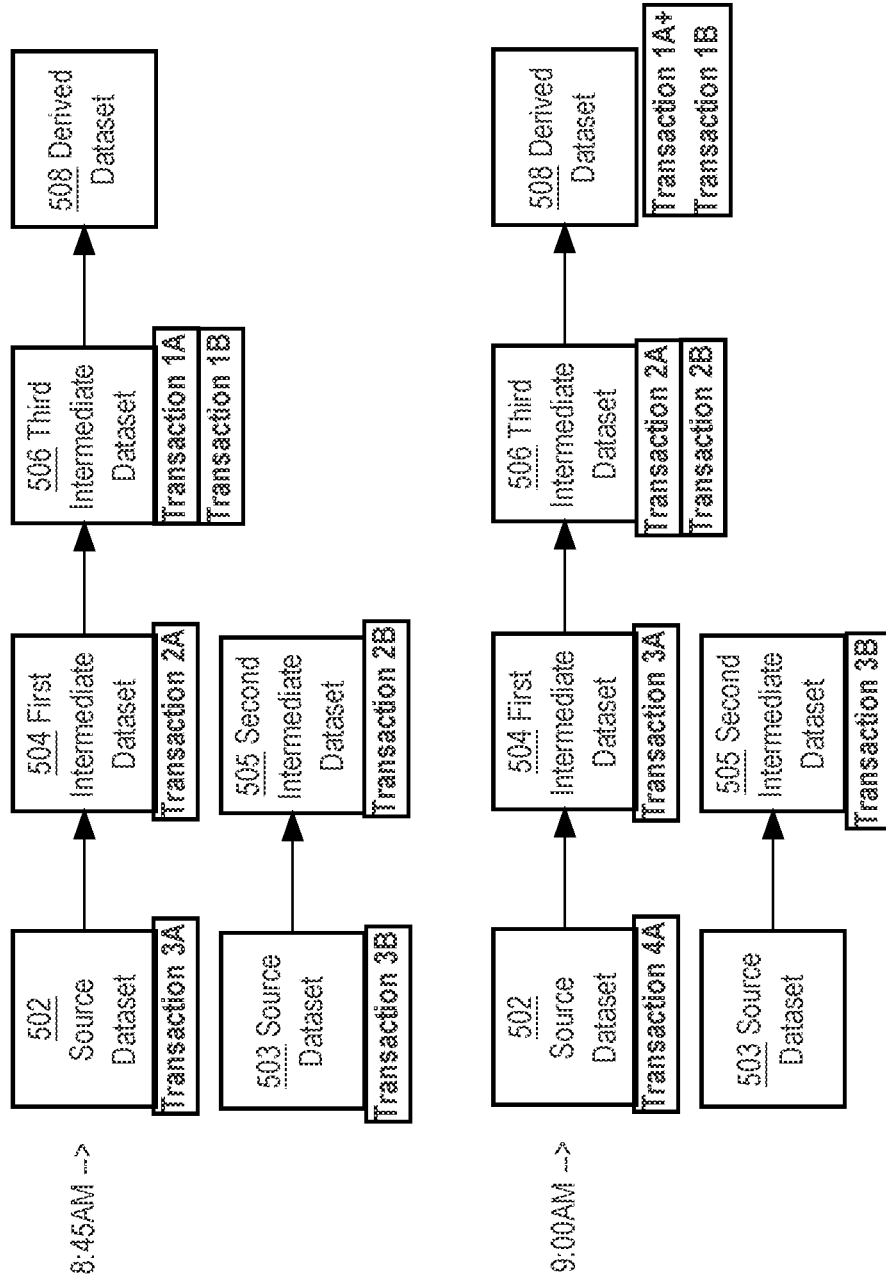 8:45AM -->
502
Source
Dataset
Transaction 3A
504 First
Intermediate
Dataset
Transaction 2A
506 Third
Intermediate
Dataset
Transaction 1A
Transaction 1B
508 Derived
Dataset
503 Source
Dataset
Transaction 3B
505 Second
Intermediate
Dataset
Transaction 2B
9:00AM -->
502
Source
Dataset
Transaction 4A
504 First
Intermediate
Dataset
Transaction 3A
506 Third
Intermediate
Dataset
Transaction 2A
Transaction 2B
508 Derived
Dataset
Transaction 1A+
Transaction 1B
503 Source
Dataset
505 Second
Intermediate
Dataset
Transaction 3B